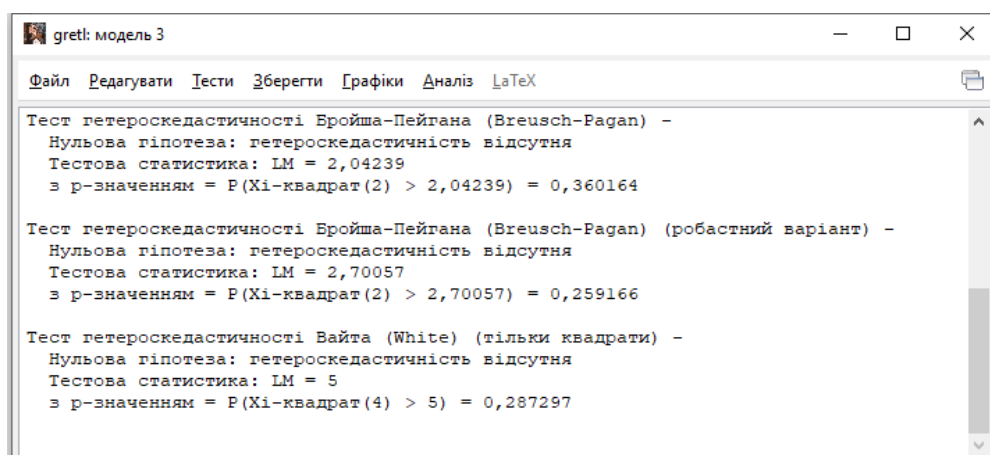 gretl: модель 3
Файл Редагувати Тести Зберегти Графіки Аналіз LaTeX
Тест гетероскедастичності Бройша-Пейгана (Breusch-Pagan) -
Нульова гіпотеза: гетероскедастичність відсутня
Тестова статистика: LM = 2,04239
з p-значенням = P(Хі-квадрат(2) > 2,04239) = 0,360164
Тест гетероскедастичності Бройша-Пейгана (Breusch-Pagan) (робастний варіант) -
Нульова гіпотеза: гетероскедастичність відсутня
Тестова статистика: LM = 2,70057
з p-значенням = P(Хі-квадрат(2) > 2,70057) = 0,259166
Тест гетероскедастичності Вайта (White) (тільки квадрати) -
Нульова гіпотеза: гетероскедастичність відсутня
Тестова статистика: LM = 5
з p-значенням = P(Хі-квадрат(4) > 5) = 0,287297